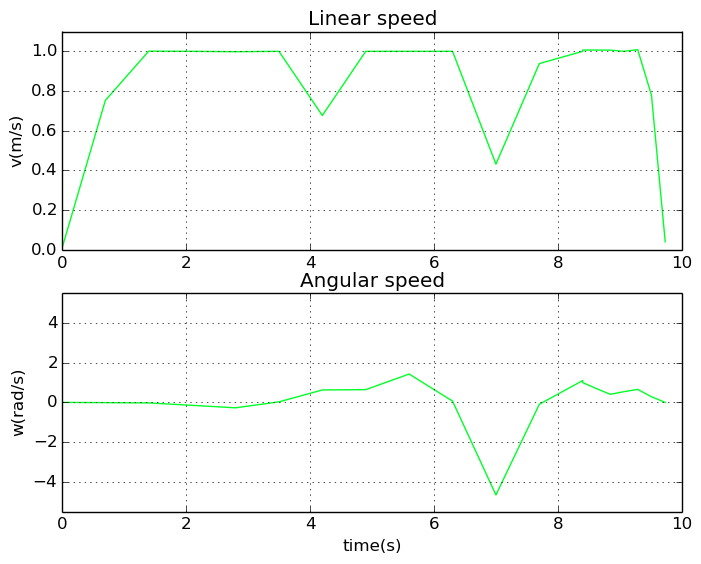 Linear speed
v(m/s)
1.0
0.8
0.6
0.4
0.2
0.0
0 2 4 6 8 10
Angular speed
w(rad/s)
4
2
0
−2
−4
0 2 4 6 8 10
time(s)